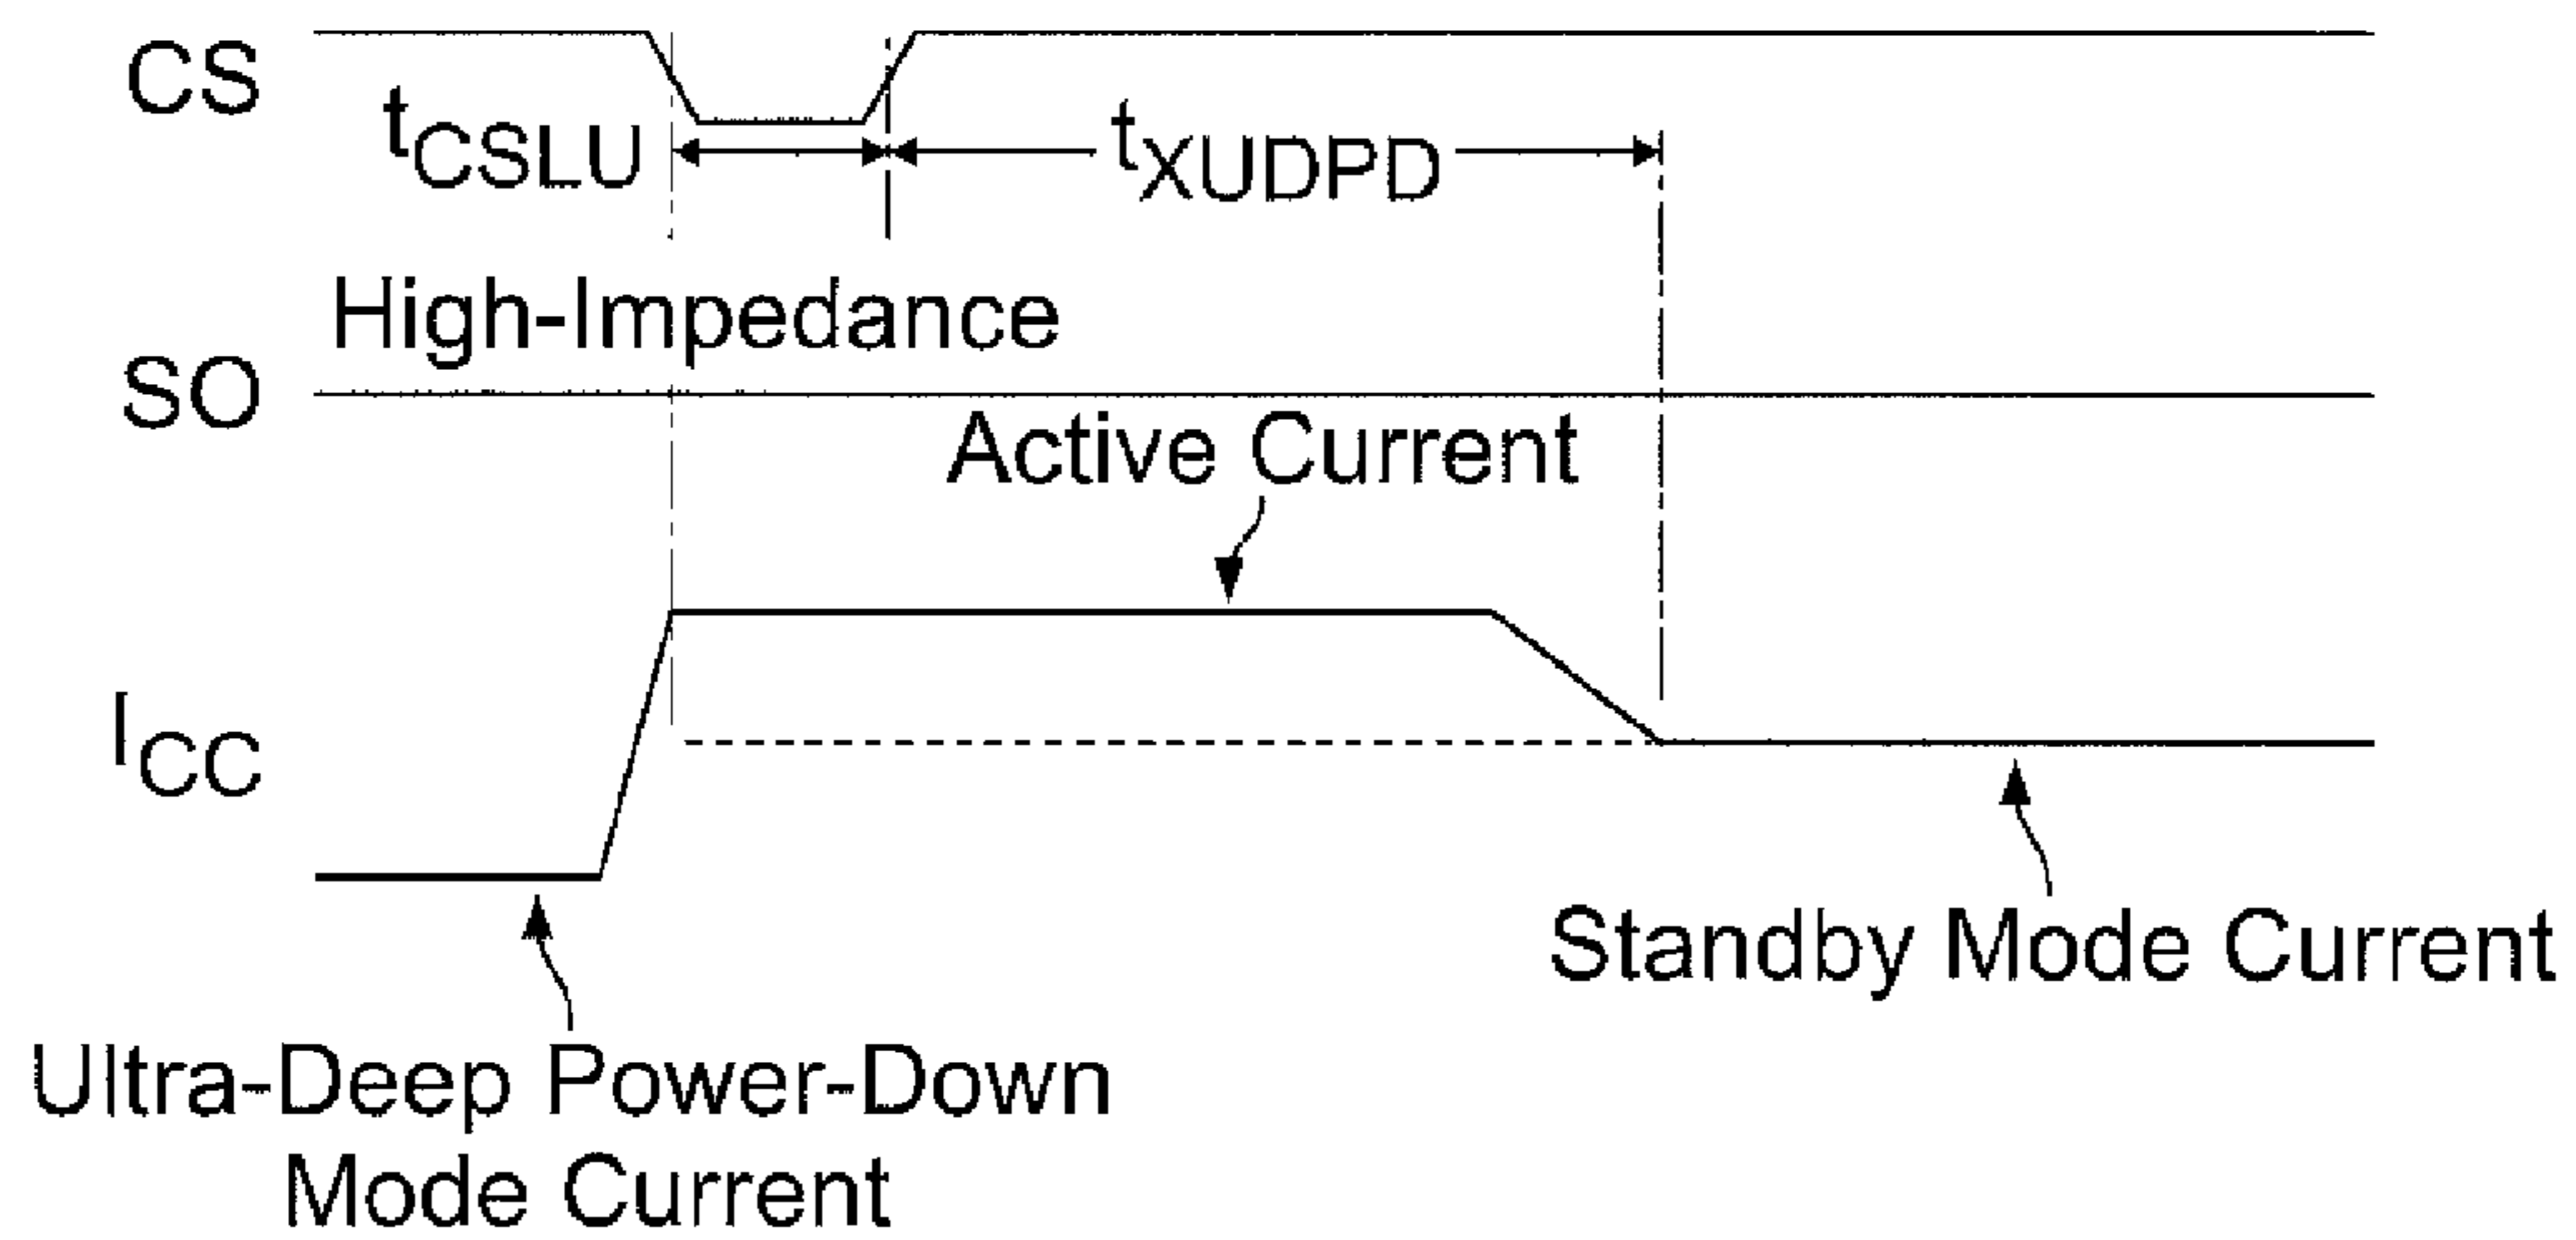 CS
tCSLU
tXUDPD
High-Impedance
SO
Active Current
ICC
Standby Mode Current
Ultra-Deep Power-Down
Mode Current